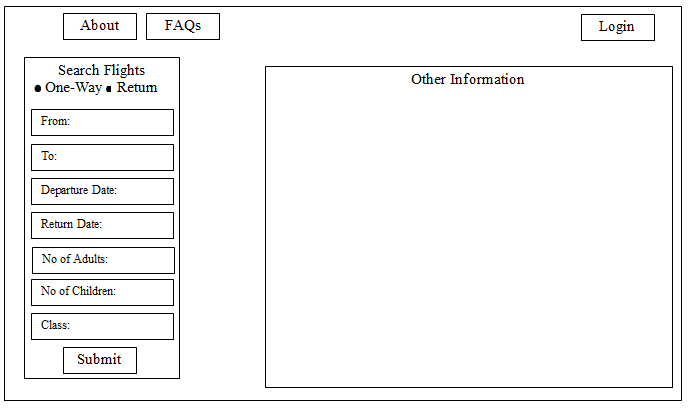 About FAQs Login
Search Flights
One-Way Return
From:
To:
Departure Date:
Return Date:
No of Adults:
No of Children:
Class:
Submit
Other Information